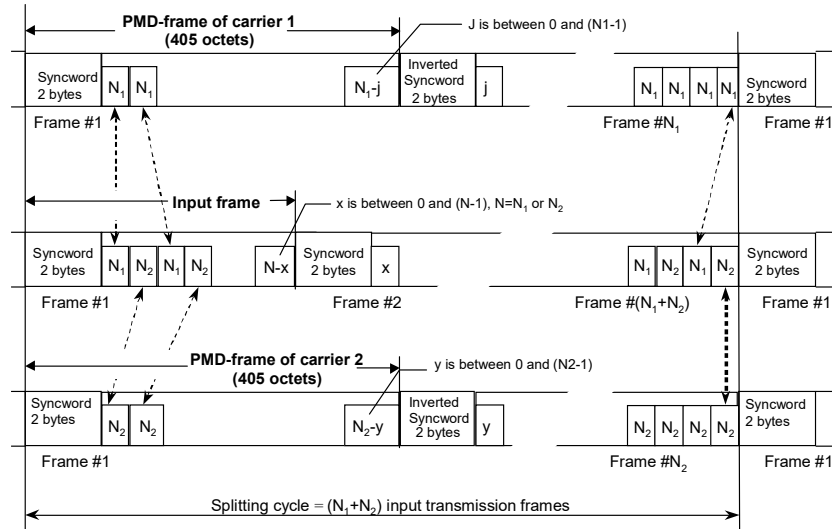 PMD-frame of carrier 1
(405 octets)
J is between 0 and (N1-1)
Syncword
2 bytes
N1 N1
N1-j
Inverted
Syncword
2 bytes
j
N1 N1 N1 N1
Syncword
2 bytes
Frame #1
Frame #N1
Frame #1
Input frame
x is between 0 and (N-1), N=N1 or N2
Syncword
2 bytes
N1 N2 N1 N2
N-x
Syncword
2 bytes
x
N1 N2 N1 N2
Syncword
2 bytes
Frame #1
Frame #2
Frame #(N1+N2)
Frame #1
PMD-frame of carrier 2
(405 octets)
y is between 0 and (N2-1)
Syncword
2 bytes
N2 N2
N2-y
Inverted
Syncword
2 bytes
y
N2 N2 N2 N2
Syncword
2 bytes
Frame #1
Frame #N2
Frame #1
Splitting cycle = (N1+N2) input transmission frames